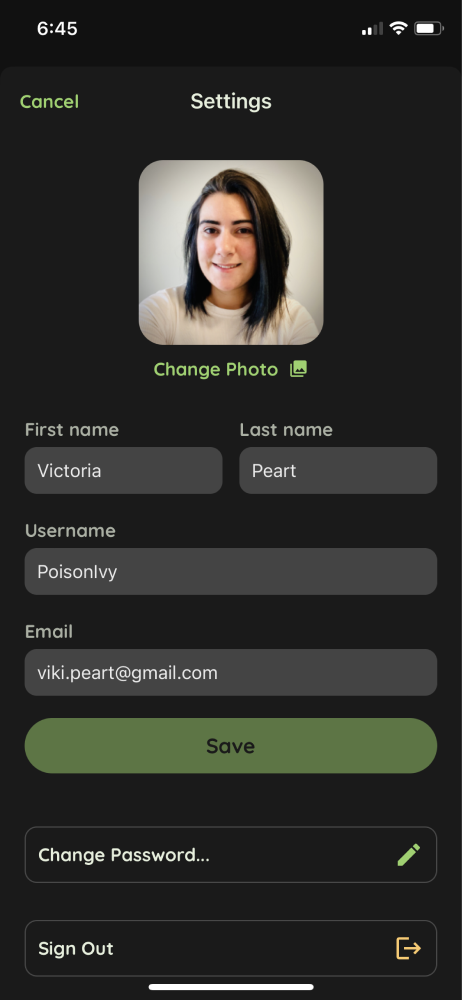 6:45
Cancel Settings
Change Photo
First name Last name
Victoria Peart
Username
PoisonIvy
Email
viki.peart@gmail.com
Save
Change Password...
Sign Out